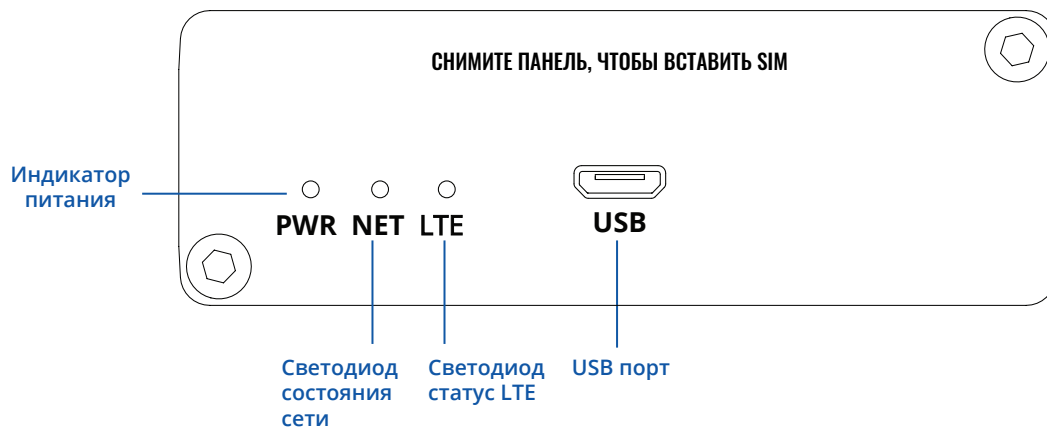 СНИМИТЕ ПАНЕЛЬ, ЧТОБЫ ВСТАВИТЬ SIM
Индикатор
питания
PWR NET LTE
USB
Светодиод
состояния
сети
Светодиод
статус LTE
USB порт